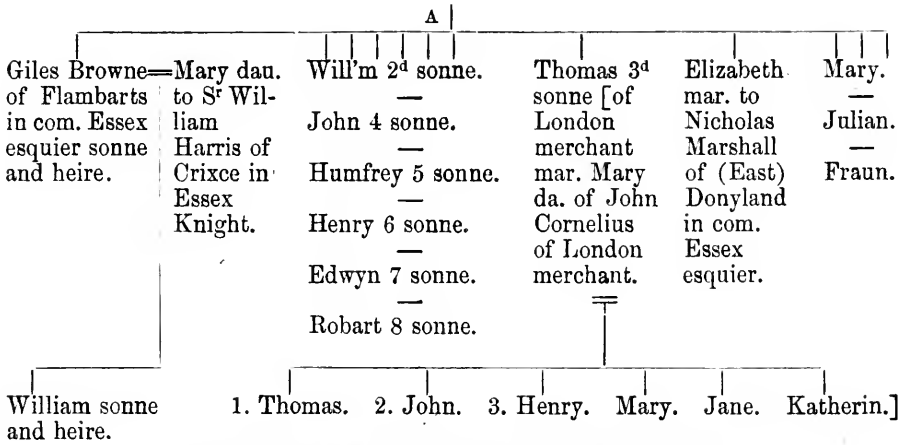 A
Giles Browne=Mary dau.
of Flambarts
in com. Essex
esquier sonne
and heire.
to Sʳ Wil-
liam
Harris of
Crixce in
Essex
Knight.
Will'm 2ᵈ sonne.
—
John 4 sonne.
—
Humfrey 5 sonne.
—
Henry 6 sonne.
—
Edwyn 7 sonne.
—
Robart 8 sonne.
Thomas 3ᵈ
sonne [of
London
merchant
mar. Mary
da. of John
Cornelius
of London
merchant.
Elizabeth
mar. to
Nicholas
Marshall
of (East)
Donyland
in com.
Essex
esquier.
Mary.
—
Julian.
—
Fraun.
William sonne
and heire.
1. Thomas. 2. John. 3. Henry. Mary. Jane. Katherin.]